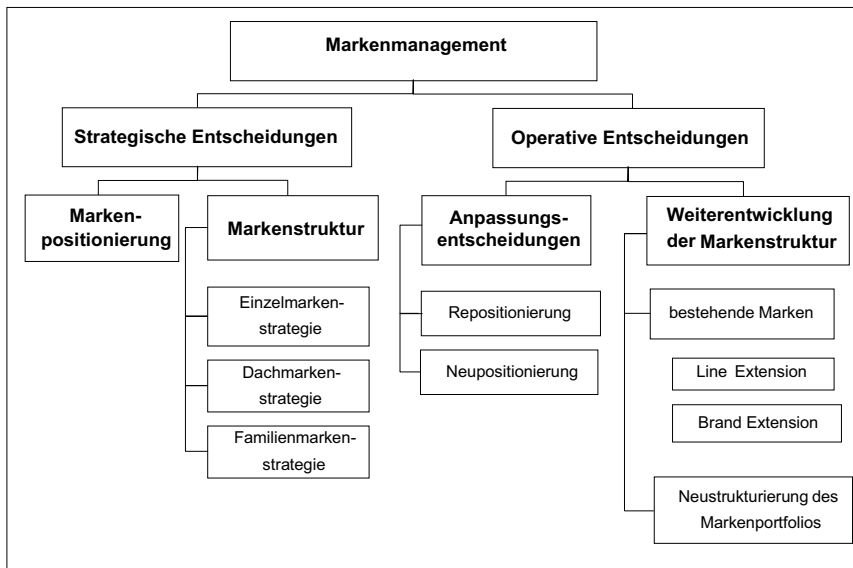 Markenmanagement
Strategische Entscheidungen
Operative Entscheidungen
Marken-
positionierung
Markenstruktur
Einzelmarken-
strategie
Dachmarken-
strategie
Familienmarken-
strategie
Anpassungs-
entscheidungen
Repositionierung
Neupositionierung
Weiterentwicklung
der Markenstruktur
bestehende Marken
Line Extension
Brand Extension
Neustrukturierung des
Markenportfolios